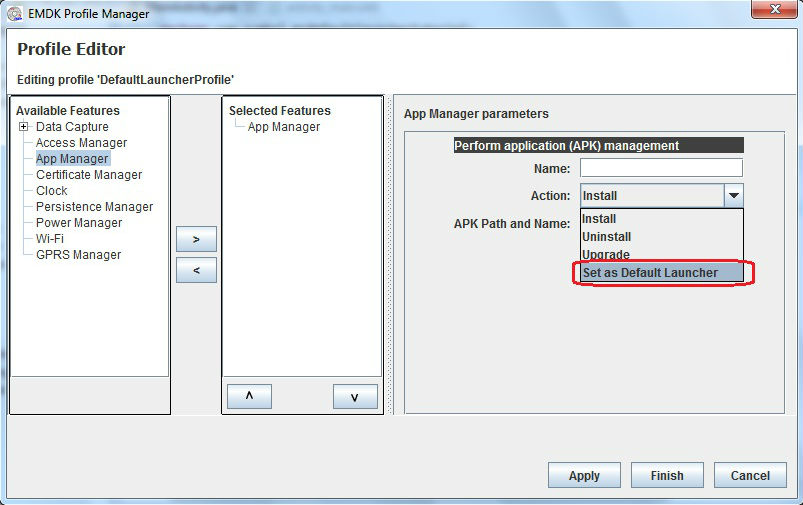 EMDK Profile Manager
Profile Editor
Editing profile 'DefaultLauncherProfile'
Available Features
Data Capture
Access Manager
App Manager
Certificate Manager
Clock
Persistence Manager
Power Manager
Wi-Fi
GPRS Manager
>
<
Selected Features
App Manager
^
v
App Manager parameters
Perform application (APK) management
Name:
Action: Install
APK Path and Name:
Install
Uninstall
Upgrade
Set as Default Launcher
Apply Finish Cancel